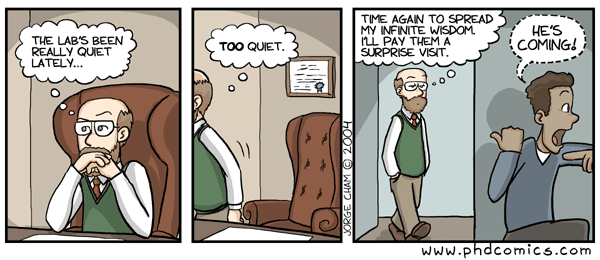 THE LAB'S BEEN
REALLY QUIET
LATELY...
TOO QUIET.
TIME AGAIN TO SPREAD
MY INFINITE WISDOM.
I'LL PAY THEM A
SURPRISE VISIT.
HE'S
COMING!
JORGE CHAM © 2004
www.phdcomics.com